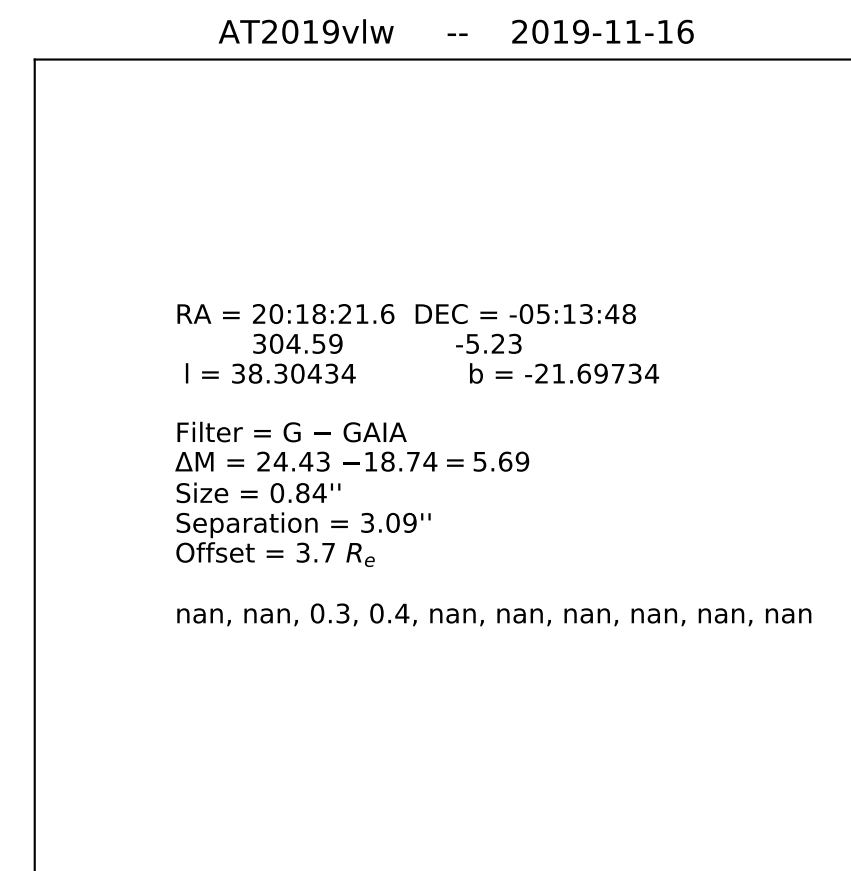 AT2019vlw -- 2019-11-16
RA = 20:18:21.6 DEC = -05:13:48
304.59 -5.23
l = 38.30434 b = -21.69734
Filter = G − GAIA
ΔM = 24.43 −18.74 = 5.69
Size = 0.84''
Separation = 3.09''
Offset = 3.7 Rₑ
nan, nan, 0.3, 0.4, nan, nan, nan, nan, nan, nan